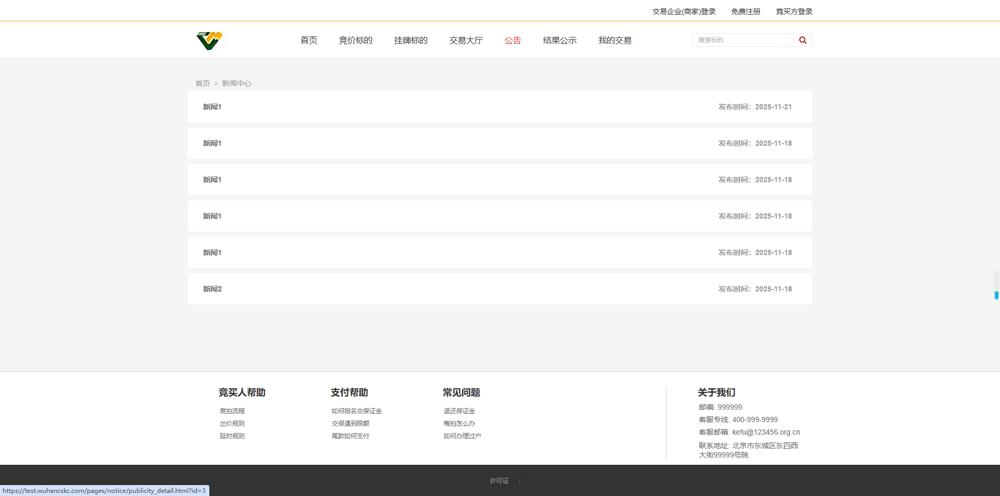 交易企业(商家)登录 免费注册 竟买方登录
首页 竞价标的 挂牌标的 交易大厅 公告 结果公示 我的交易 搜索标的
首页 > 新闻中心
新闻1 发布时间：2025-11-21
新闻1 发布时间：2025-11-18
新闻1 发布时间：2025-11-18
新闻1 发布时间：2025-11-18
新闻1 发布时间：2025-11-18
新闻2 发布时间：2025-11-18
竞买人帮助 支付帮助 常见问题 关于我们
邮编: 999999
竞拍流程 如何报名交保证金 退还保证金
客服专线: 400-999-9999
出价规则 交保遇到限额 悔拍怎么办
客服邮箱: kefu@123456.org.cn
延时规则 尾款如何支付 如何办理过户
联系地址: 北京市东城区东四西
大街99999号院
许可证 |
https://test.wuhancskc.com/pages/notice/publicity_detail.html?id=3